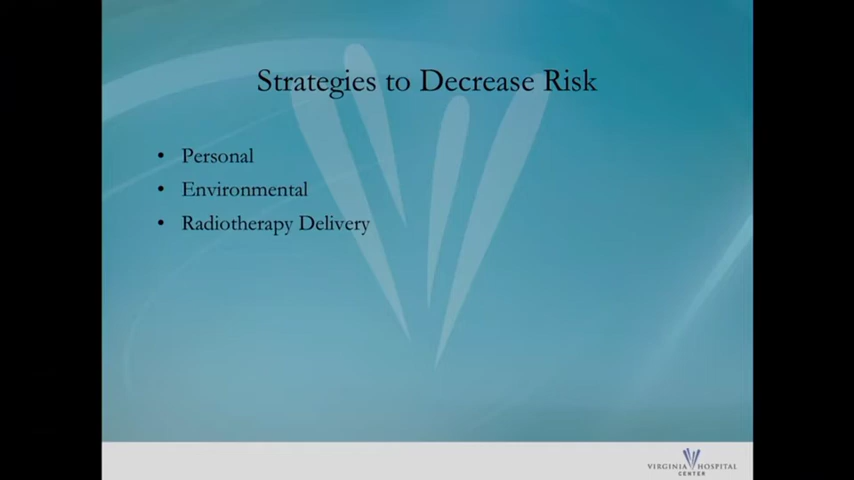 Strategies to Decrease Risk
• Personal
• Environmental
• Radiotherapy Delivery
VIRGINIA HOSPITAL
CENTER